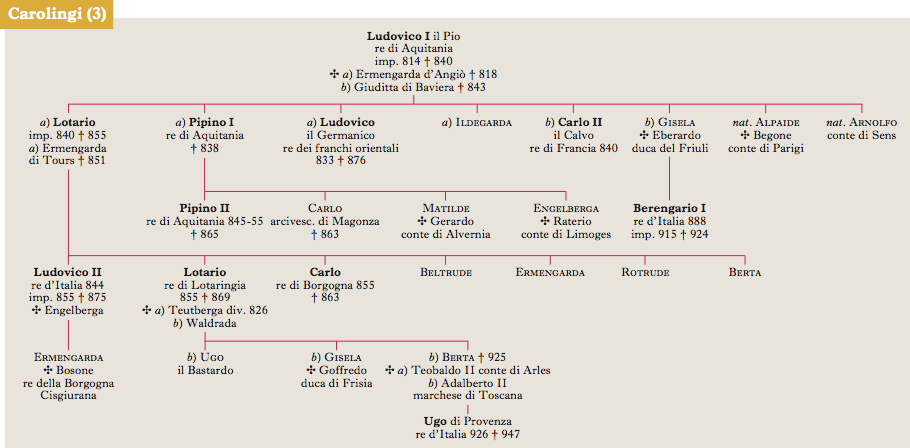 Carolingi (3)
Ludovico I il Pio
re di Aquitania
imp. 814 † 840
✣ a) Ermengarda d'Angiò † 818
b) Giuditta di Baviera † 843
a) Lotario
imp. 840 † 855
a) Ermengarda
di Tours † 851
a) Pipino I
re di Aquitania
† 838
a) Ludovico
il Germanico
re dei franchi orientali
833 † 876
a) ILDEGARDA
b) Carlo II
il Calvo
re di Francia 840
b) GISELA
✣ Eberardo
duca del Friuli
nat. ALPAIDE
✣ Begone
conte di Parigi
nat. ARNOLFO
conte di Sens
Pipino II
re di Aquitania 845-55
† 865
CARLO
arcivesc. di Magonza
† 863
MATILDE
✣ Gerardo
conte di Alvernia
ENGELBERGA
✣ Raterio
conte di Limoges
Berengario I
re d'Italia 888
imp. 915 † 924
Ludovico II
re d'Italia 844
imp. 855 † 875
✣ Engelberga
Lotario
re di Lotaringia
855 † 869
✣ a) Teutberga div. 826
b) Waldrada
Carlo
re di Borgogna 855
† 863
BELTRUDE
ERMENGARDA
ROTRUDE
BERTA
ERMENGARDA
✣ Bosone
re della Borgogna
Cisgiurana
b) UGO
il Bastardo
b) GISELA
✣ Goffredo
duca di Frisia
b) BERTA † 925
✣ a) Teobaldo II conte di Arles
b) Adalberto II
marchese di Toscana
Ugo di Provenza
re d'Italia 926 † 947